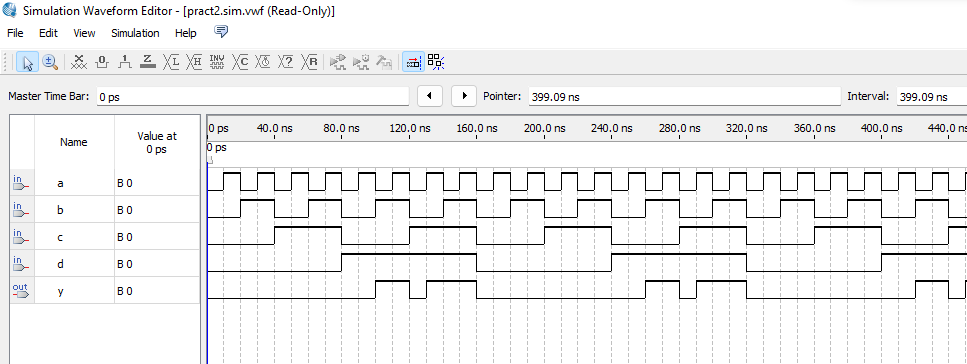 Simulation Waveform Editor - [pract2.sim.vwf (Read-Only)]
File Edit View Simulation Help
Master Time Bar: 0 ps Pointer: 399.09 ns Interval: 399.09 ns
Name Value at 0 ps
0 ps 40.0 ns 80.0 ns 120.0 ns 160.0 ns 200.0 ns 240.0 ns 280.0 ns 320.0 ns 360.0 ns 400.0 ns 440.0
0 ps
in a B 0
in b B 0
in c B 0
in d B 0
out y B 0